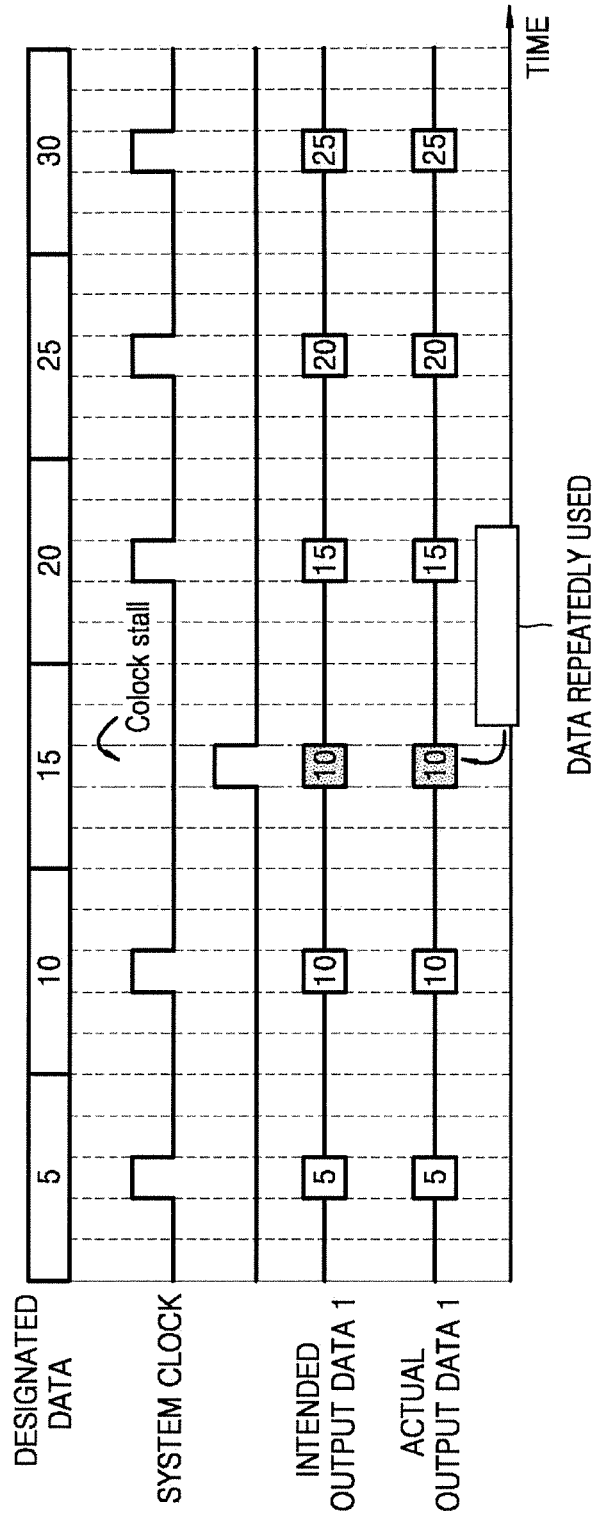 DESIGNATED
DATA
5
10
15
20
25
30
SYSTEM CLOCK
Colock stall
INTENDED
OUTPUT DATA 1
5
10
10
15
20
25
ACTUAL
OUTPUT DATA 1
5
10
10
15
20
25
TIME
DATA REPEATEDLY USED